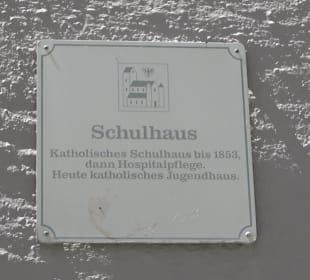 Schulhaus
Katholisches Schulhaus bis 1853,
dann Hospitalpflege.
Heute katholisches Jugendhaus.